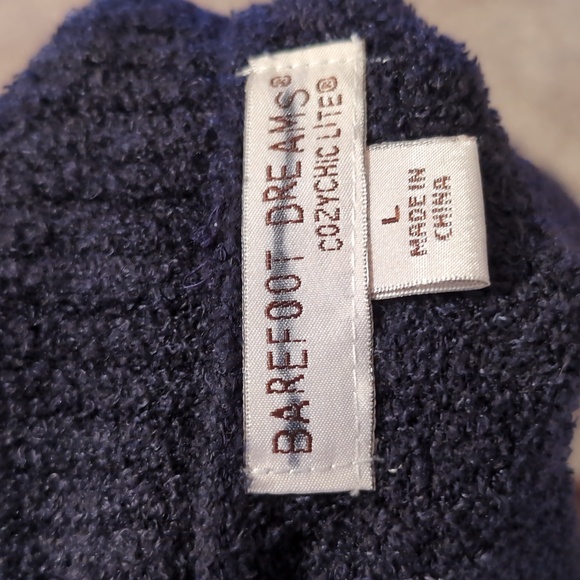 BAREFOOT DREAMS®
COZYCHIC LITE®
L
MADE IN
CHINA